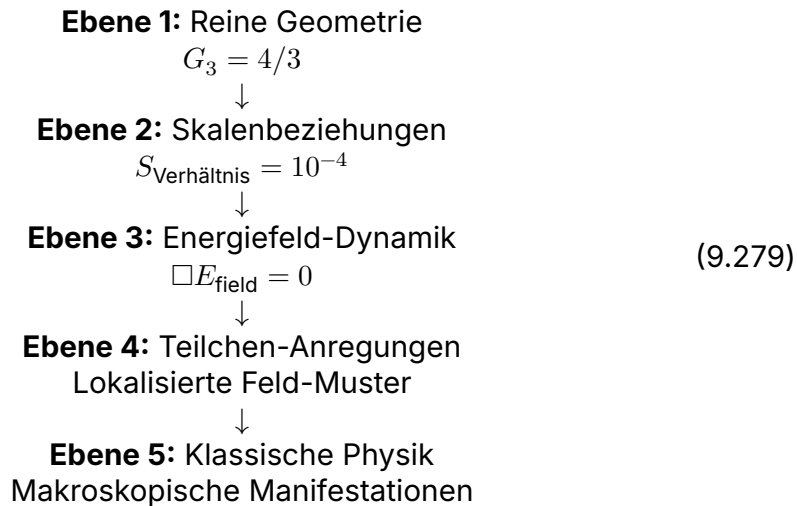 Ebene 1: Reine Geometrie
G₃ = 4/3
↓
Ebene 2: Skalenbeziehungen
S_Verhältnis = 10⁻⁴
↓
Ebene 3: Energiefeld-Dynamik
□E_field = 0
(9.279)
↓
Ebene 4: Teilchen-Anregungen
Lokalisierte Feld-Muster
↓
Ebene 5: Klassische Physik
Makroskopische Manifestationen